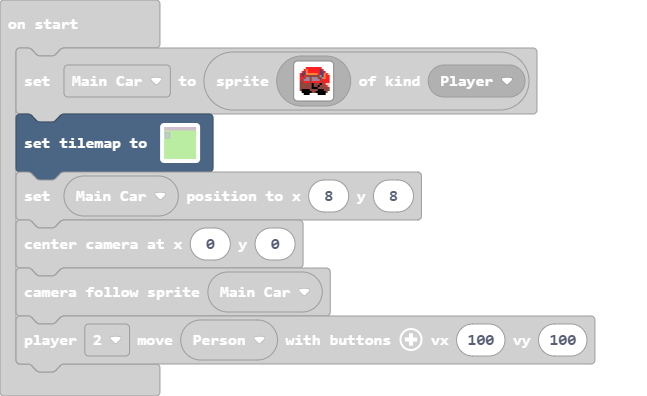 on start
set Main Car to sprite of kind Player
set tilemap to
set Main Car position to x 8 y 8
center camera at x 0 y 0
camera follow sprite Main Car
player 2 move Person with buttons vx 100 vy 100